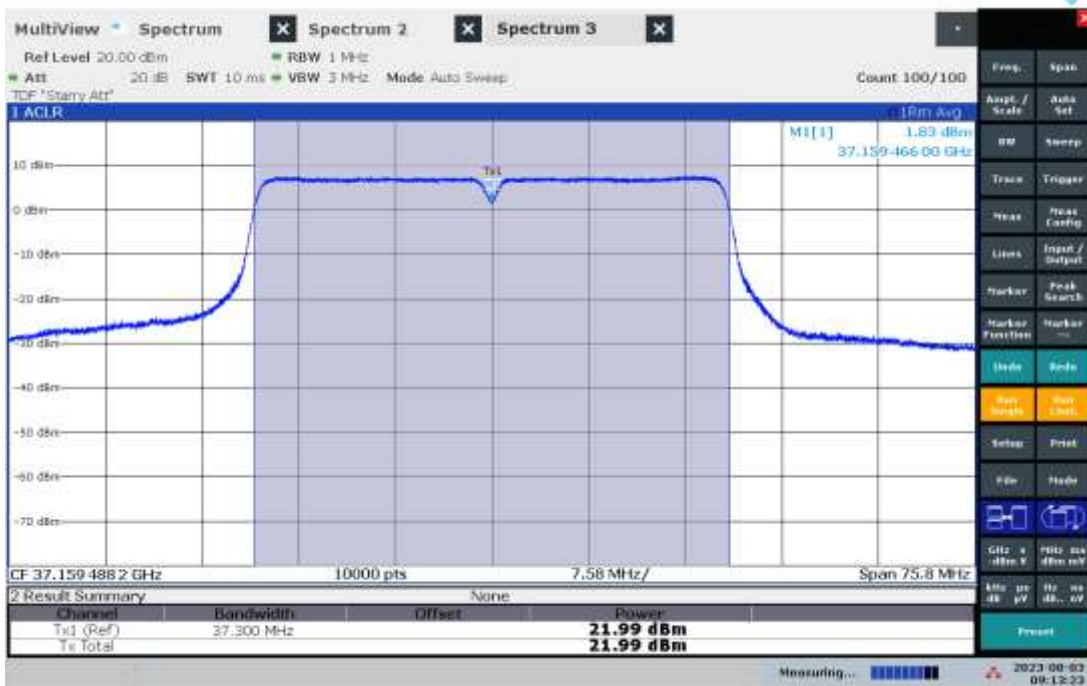 MultiView Spectrum Spectrum 2 Spectrum 3
Ref Level 20.00 dBm RBW 1 MHz
Att 20 dB SWT 10 ms VBW 3 MHz Mode Auto Sweep Count 100/100
TDF "Starry Att"
1 ACLR 1Rm Avg
M1[1] 1.83 dBm
37.159 466 00 GHz
Tx1
10 dBm
0 dBm
-10 dBm
-20 dBm
-30 dBm
-40 dBm
-50 dBm
-60 dBm
-70 dBm
CF 37.159 488 2 GHz 10000 pts 7.58 MHz/ Span 75.8 MHz
2 Result Summary None
Channel Bandwidth Offset Power
Tx1 (Ref) 37.300 MHz 21.99 dBm
Tx Total 21.99 dBm
Measuring... 2023-08-03
09:13:23
Freq. Span
Ampt. / Scale Auto Set
BW Sweep
Trace Trigger
Meas Meas Config
Lines Input / Output
Marker Peak Search
Marker Function Marker
Undo Redo
Run Single Run Cont.
Setup Print
File Mode
Preset